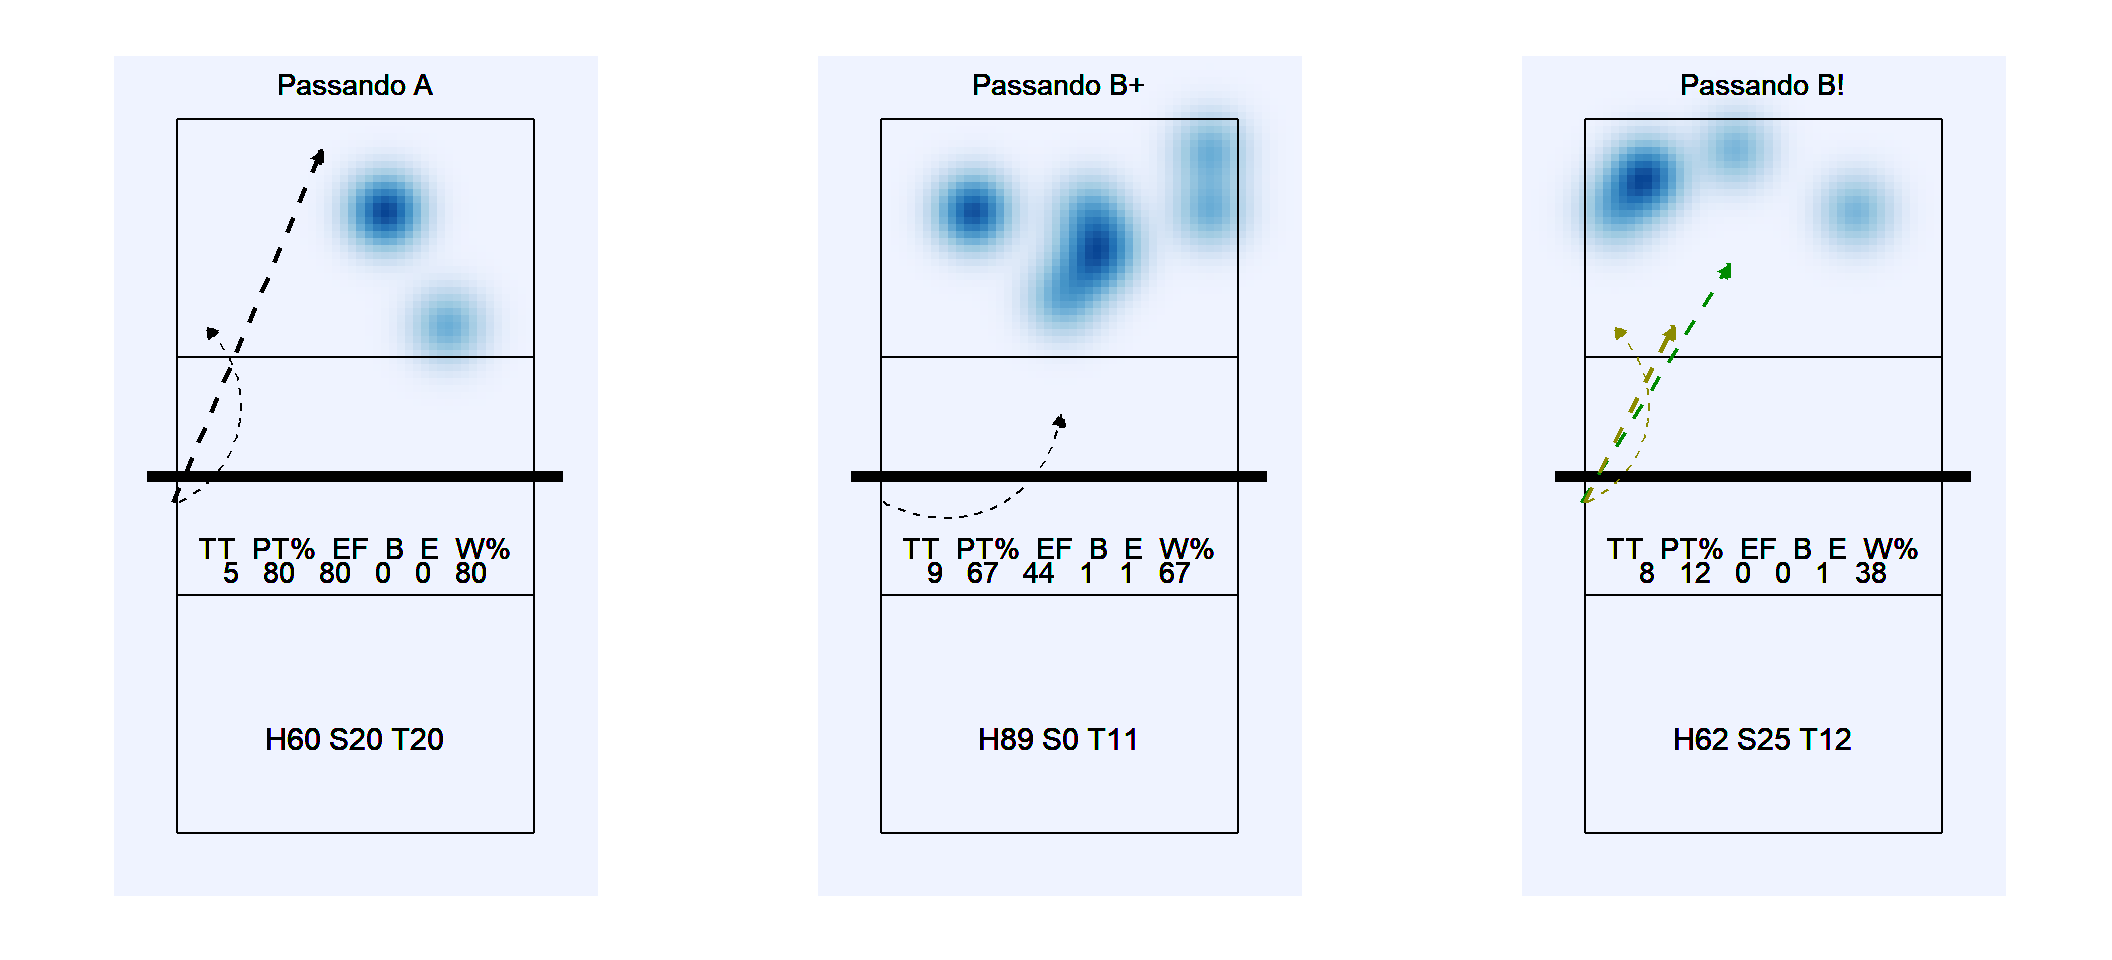 Passando A
TT PT% EF B E W%
5 80 80 0 0 80
H60 S20 T20
Passando B+
TT PT% EF B E W%
9 67 44 1 1 67
H89 S0 T11
Passando B!
TT PT% EF B E W%
8 12 0 0 1 38
H62 S25 T12